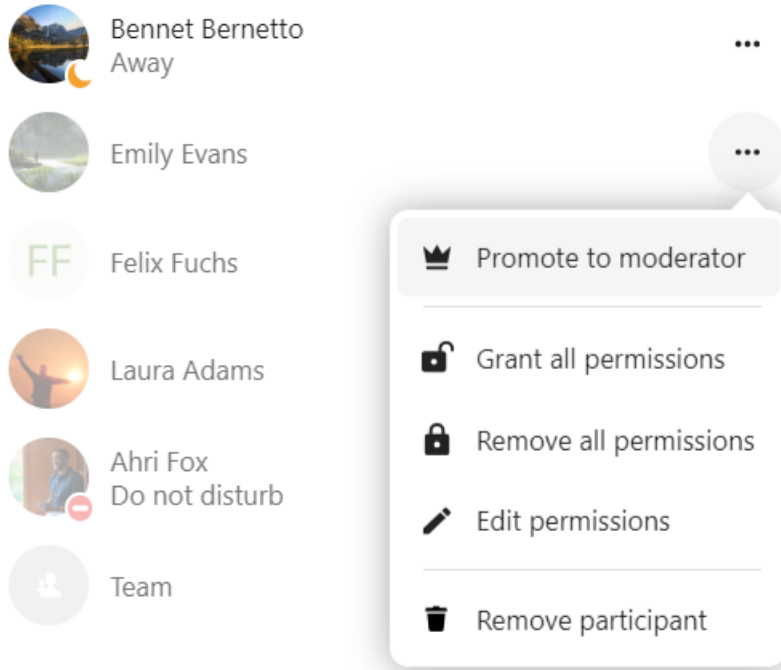 Bennet Bernetto
Away
Emily Evans
FF
Felix Fuchs
Laura Adams
Ahri Fox
Do not disturb
Team
Promote to moderator
Grant all permissions
Remove all permissions
Edit permissions
Remove participant